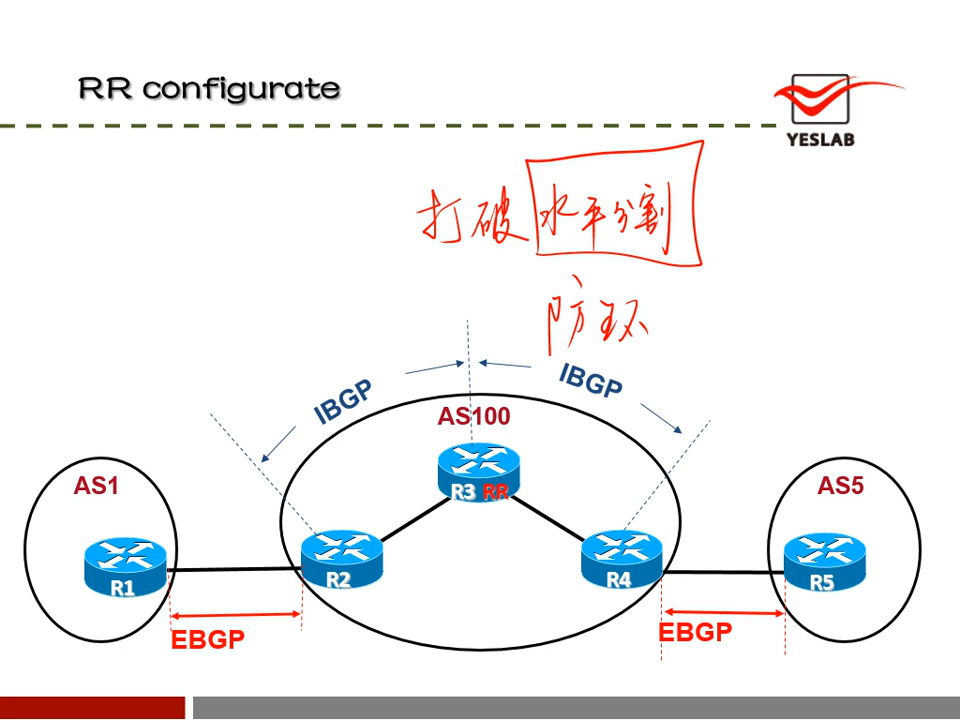 RR configurate
YESLAB
打破水平分割
防环
IBGP
IBGP
AS100
AS1
AS5
R3 RR
R1
R2
R4
R5
EBGP
EBGP